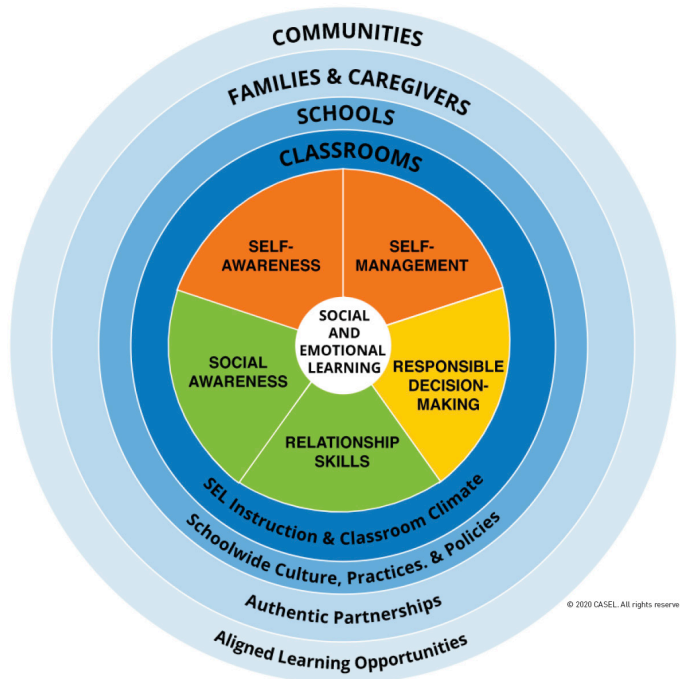 COMMUNITIES
FAMILIES & CAREGIVERS
SCHOOLS
CLASSROOMS
SELF-
AWARENESS
SELF-
MANAGEMENT
SOCIAL
AND
EMOTIONAL
LEARNING
SOCIAL
AWARENESS
RESPONSIBLE
DECISION-
MAKING
RELATIONSHIP
SKILLS
SEL Instruction & Classroom Climate
Schoolwide Culture, Practices. & Policies
Authentic Partnerships
Aligned Learning Opportunities
© 2020 CASEL. All rights reserve